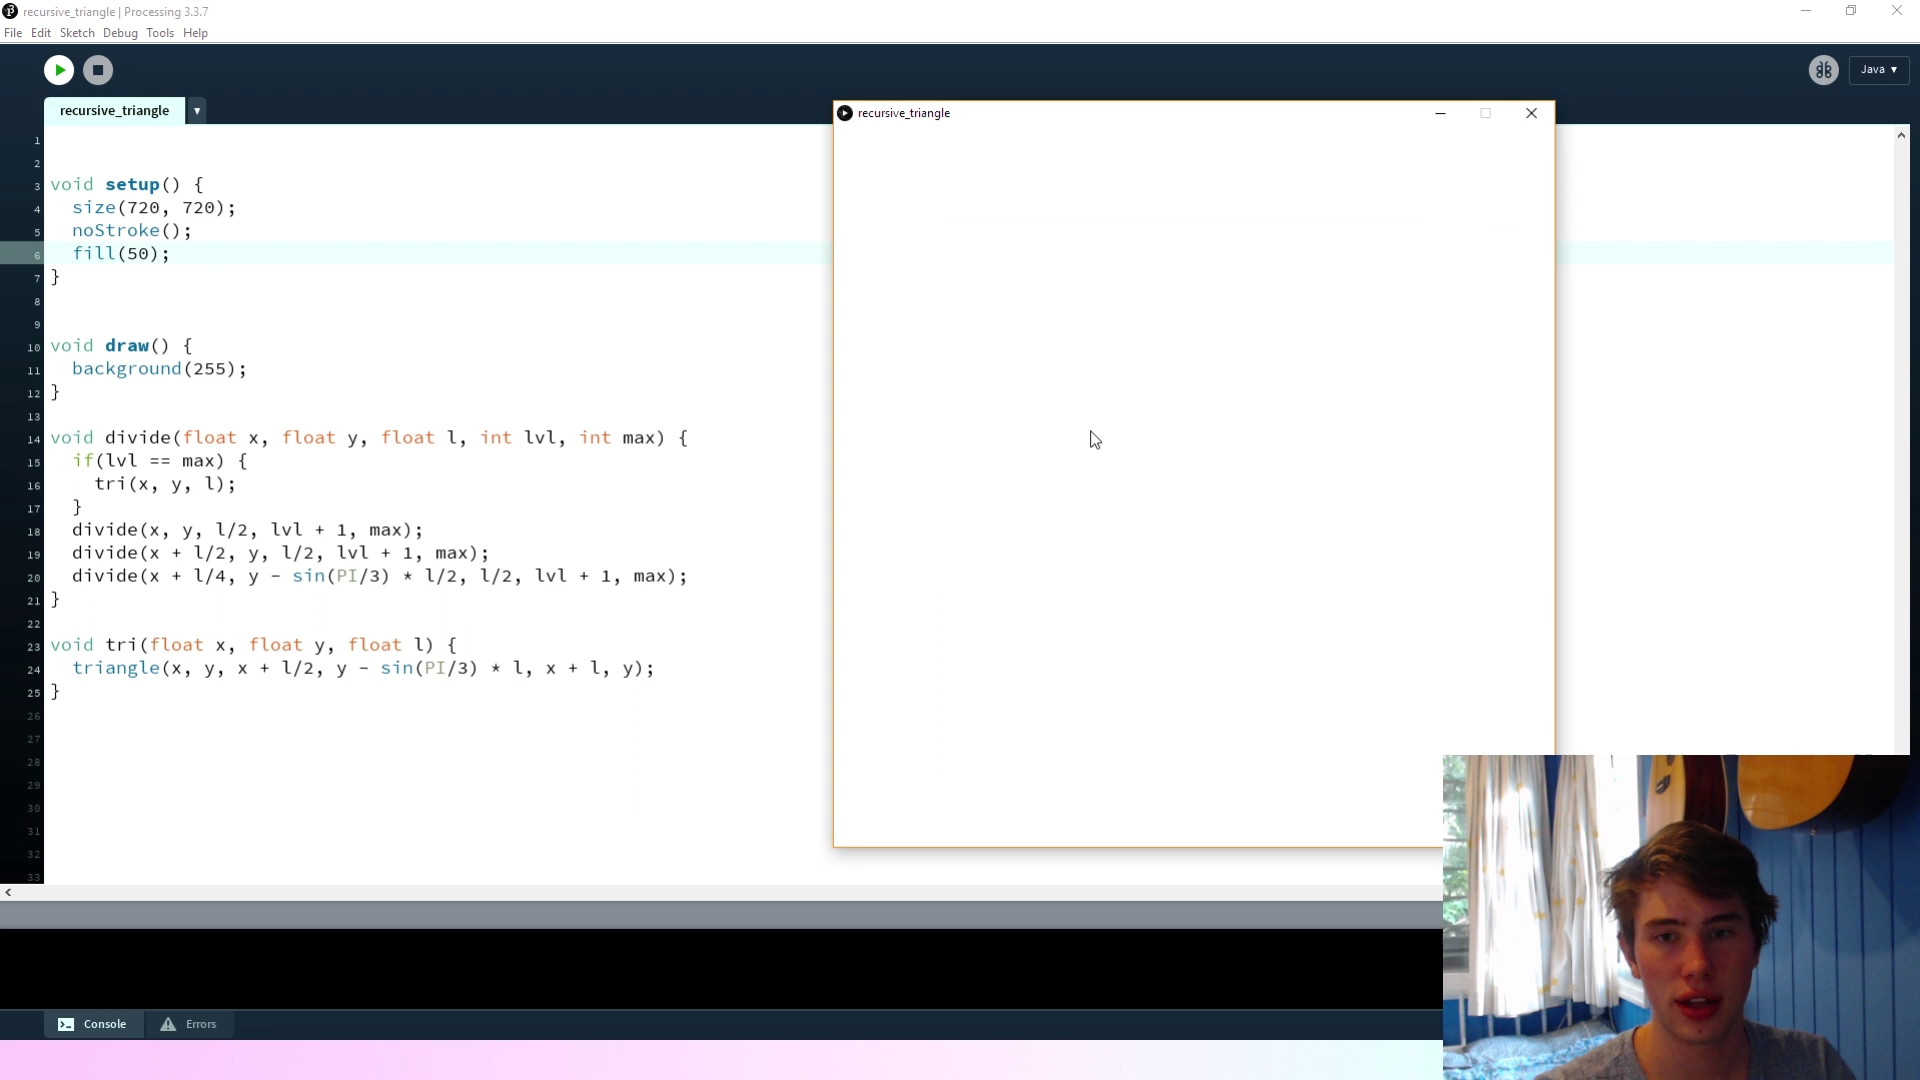 recursive_triangle | Processing 3.3.7
File Edit Sketch Debug Tools Help
Java ▾
recursive_triangle ▾
recursive_triangle
1
2
3 void setup() {
4 size(720, 720);
5 noStroke();
6 fill(50);
7 }
8
9
10 void draw() {
11 background(255);
12 }
13
14 void divide(float x, float y, float l, int lvl, int max) {
15 if(lvl == max) {
16 tri(x, y, l);
17 }
18 divide(x, y, l/2, lvl + 1, max);
19 divide(x + l/2, y, l/2, lvl + 1, max);
20 divide(x + l/4, y - sin(PI/3) * l/2, l/2, lvl + 1, max);
21 }
22
23 void tri(float x, float y, float l) {
24 triangle(x, y, x + l/2, y - sin(PI/3) * l, x + l, y);
25 }
26
27
28
29
30
31
32
33
Console Errors